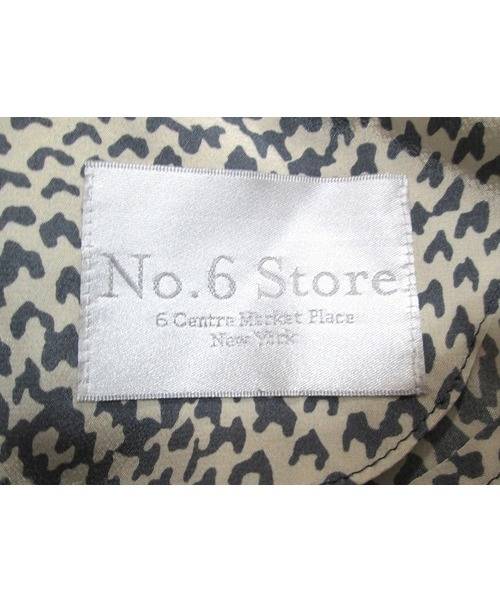 No.6 Store
6 Centre Market Place
New York